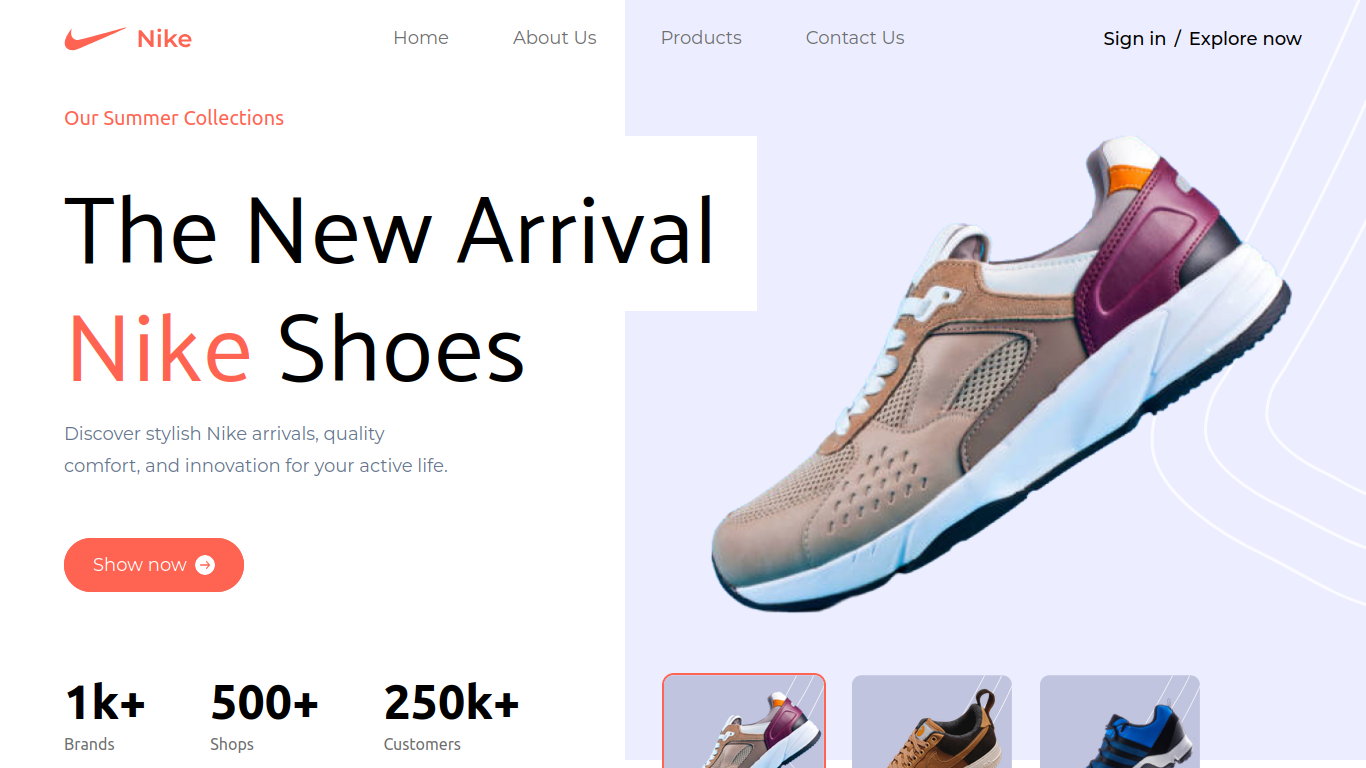 Nike
Home
About Us
Products
Contact Us
Sign in / Explore now
Our Summer Collections
The New Arrival
Nike Shoes
Discover stylish Nike arrivals, quality
comfort, and innovation for your active life.
Show now
1k+
500+
250k+
Brands
Shops
Customers